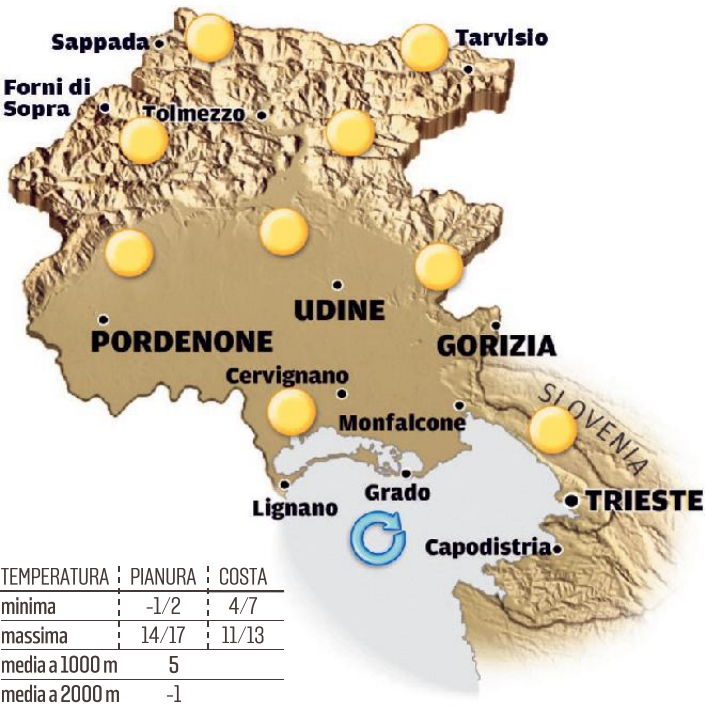 Sappada
Tarvisio
Forni di
Sopra
Tolmezzo
UDINE
PORDENONE
GORIZIA
Cervignano
SLOVENIA
Monfalcone
Grado
Lignano
TRIESTE
Capodistria
TEMPERATURA PIANURA COSTA
minima -1/2 4/7
massima 14/17 11/13
media a 1000 m 5
media a 2000 m -1